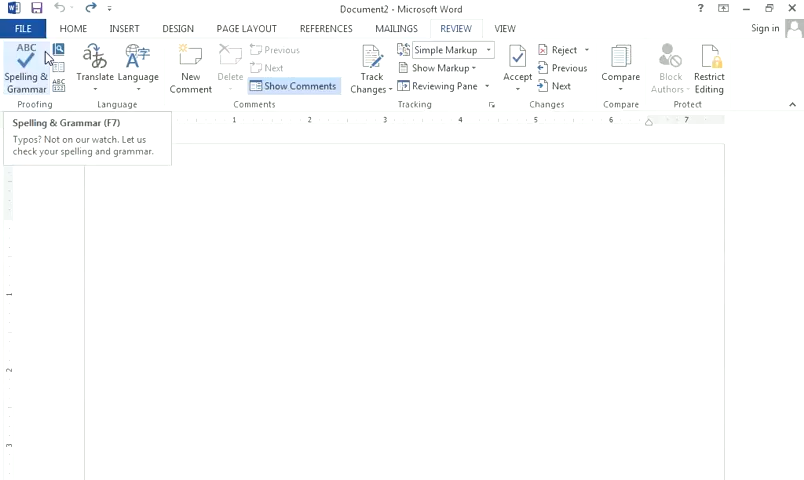 Document2 - Microsoft Word
FILE HOME INSERT DESIGN PAGE LAYOUT REFERENCES MAILINGS REVIEW VIEW Sign in
ABC Spelling & Grammar
ABC 123
Translate
Language
New Comment
Delete
Previous
Next
Show Comments
Track Changes
Simple Markup
Show Markup
Reviewing Pane
Accept
Reject
Previous
Next
Compare
Block Authors
Restrict Editing
Proofing Language Comments Tracking Changes Compare Protect
Spelling & Grammar (F7)
Typos? Not on our watch. Let us
check your spelling and grammar.
1 2 3 4 5 6 7
1
2
3